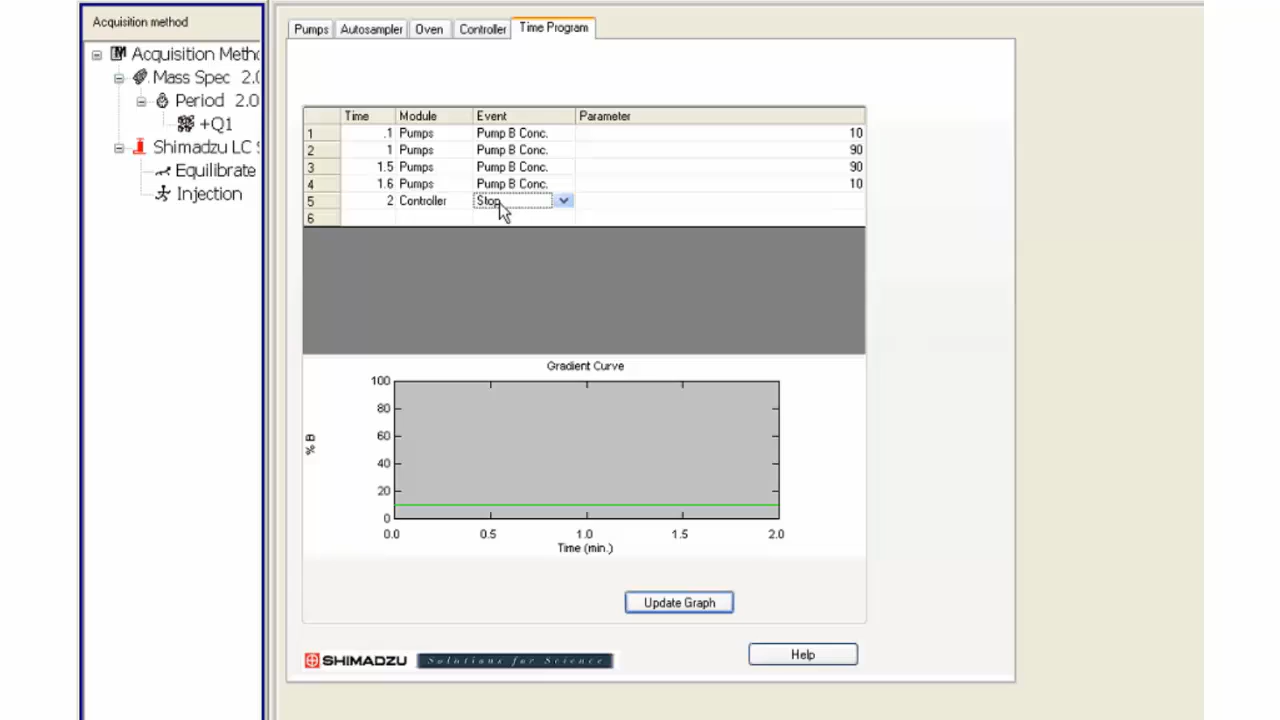 Acquisition method
Acquisition Metho
Mass Spec 2.0
Period 2.0
+Q1
Shimadzu LC S
Equilibrate
Injection
Pumps Autosampler Oven Controller Time Program
Time Module Event Parameter
1 .1 Pumps Pump B Conc. 10
2 1 Pumps Pump B Conc. 90
3 1.5 Pumps Pump B Conc. 90
4 1.6 Pumps Pump B Conc. 10
5 2 Controller Stop
6
Gradient Curve
100
80
60
40
20
0
% B
0.0 0.5 1.0 1.5 2.0
Time (min.)
Update Graph
SHIMADZU Solutions for Science
Help